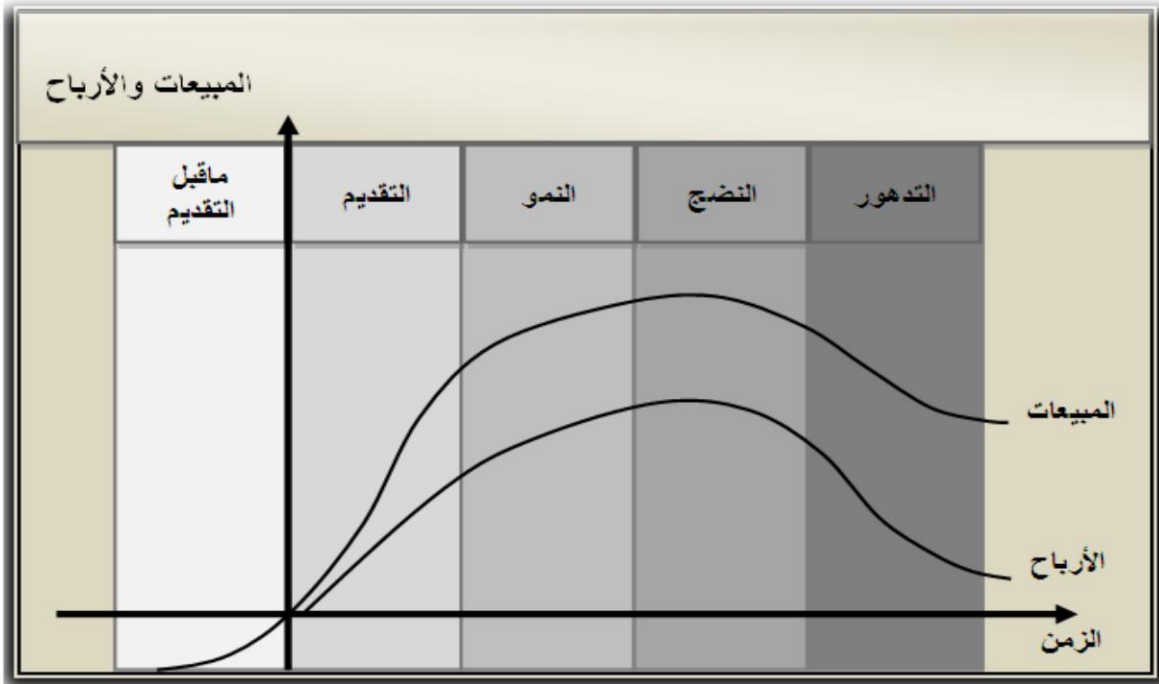 المبيعات والأرباح
ماقبل
التقديم
التقديم
النمو
النضج
التدهور
المبيعات
الأرباح
الزمن